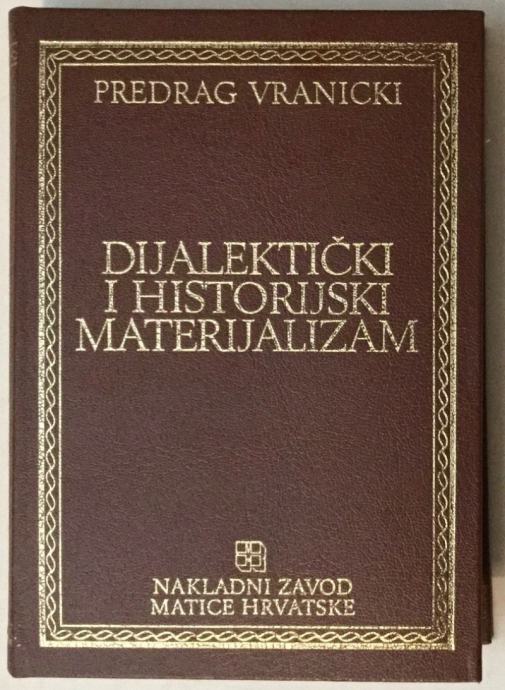 PREDRAG VRANICKI
DIJALEKTIČKI
I HISTORIJSKI
MATERIJALIZAM
NAKLADNI ZAVOD
MATICE HRVATSKE